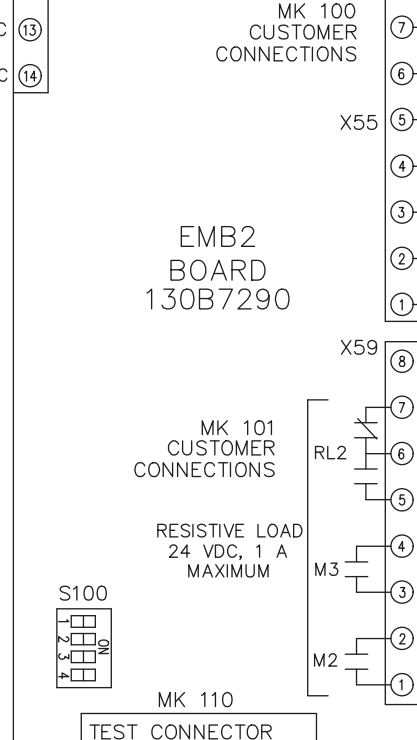 C 13
C 14
MK 100
CUSTOMER
CONNECTIONS
X55
7
6
5
4
3
2
1
EMB2
BOARD
130B7290
X59
8
7
6
5
4
3
2
1
MK 101
CUSTOMER
CONNECTIONS
RL2
RESISTIVE LOAD
24 VDC, 1 A
MAXIMUM
M3
M2
S100
1
2
3
4
ON
MK 110
TEST CONNECTOR